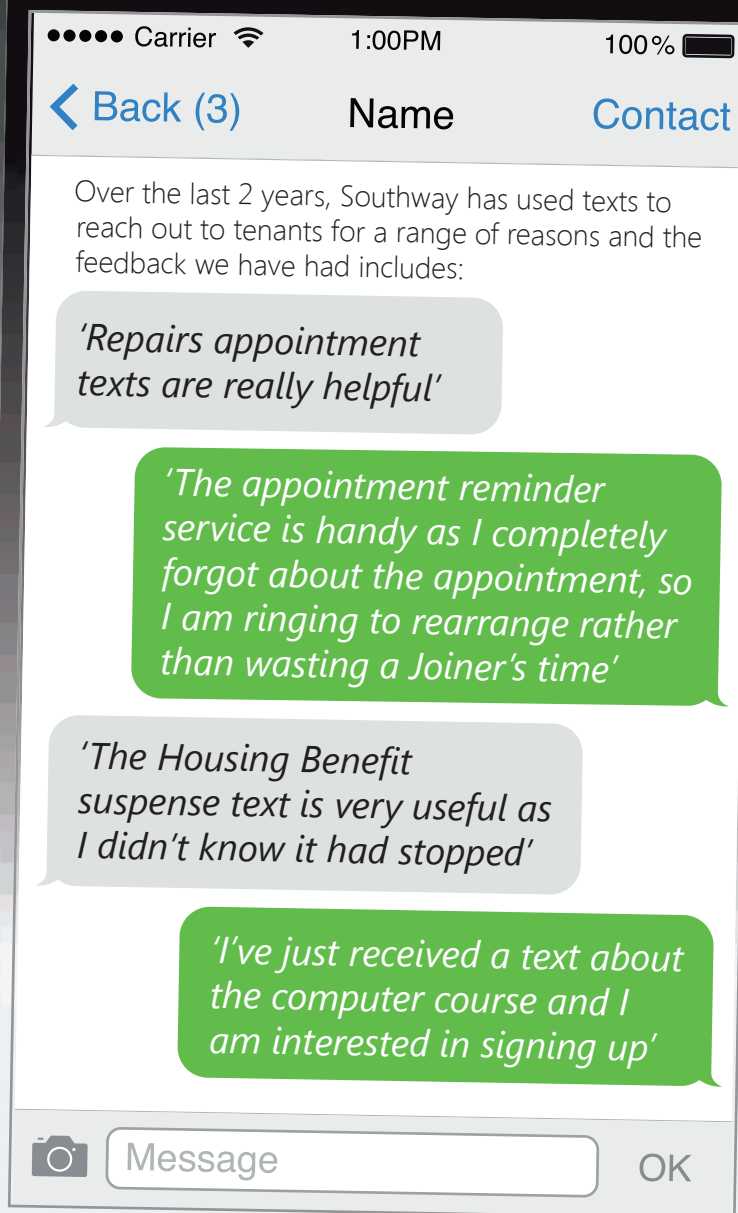 Carrier 1:00PM 100%
Back (3) Name Contact
Over the last 2 years, Southway has used texts to
reach out to tenants for a range of reasons and the
feedback we have had includes:
‘Repairs appointment
texts are really helpful’
‘The appointment reminder
service is handy as I completely
forgot about the appointment, so
I am ringing to rearrange rather
than wasting a Joiner’s time’
‘The Housing Benefit
suspense text is very useful as
I didn’t know it had stopped’
‘I’ve just received a text about
the computer course and I
am interested in signing up’
Message OK